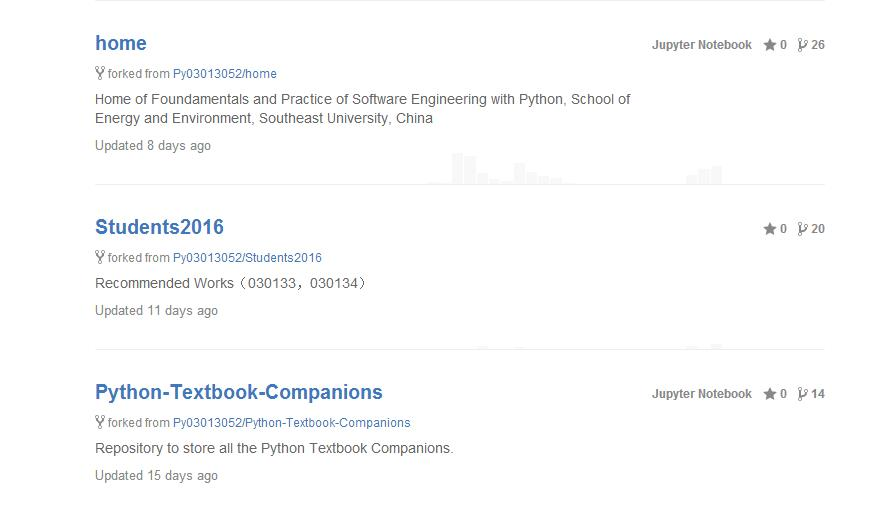 home
Jupyter Notebook 0 26
forked from Py03013052/home
Home of Foundamentals and Practice of Software Engineering with Python, School of
Energy and Environment, Southeast University, China
Updated 8 days ago
Students2016
0 20
forked from Py03013052/Students2016
Recommended Works（030133，030134）
Updated 11 days ago
Python-Textbook-Companions
Jupyter Notebook 0 14
forked from Py03013052/Python-Textbook-Companions
Repository to store all the Python Textbook Companions.
Updated 15 days ago